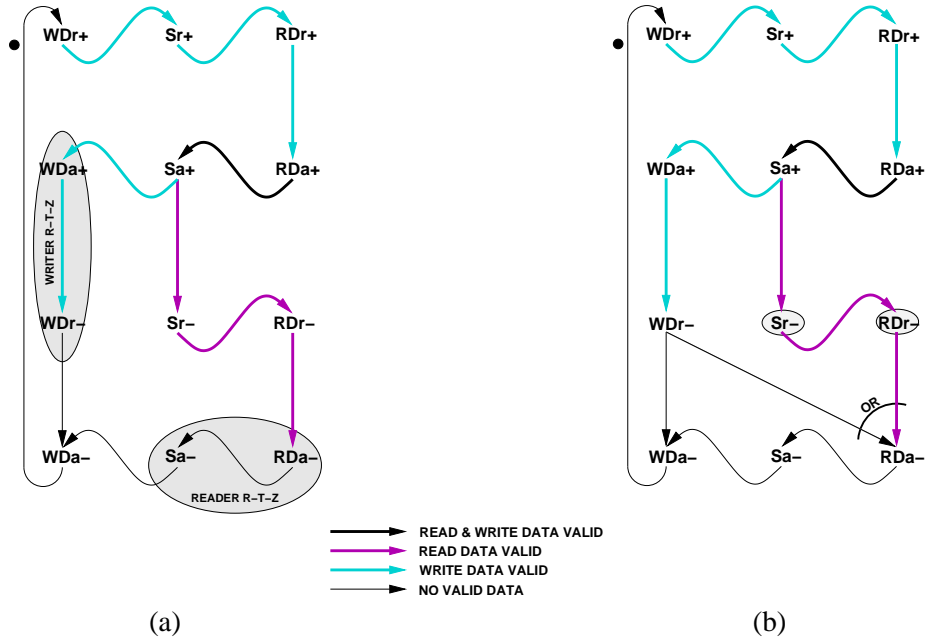 WDr+ Sr+ RDr+ WDr+ Sr+ RDr+
WDa+ Sa+ RDa+ WDa+ Sa+ RDa+
WRITER R−T−Z
WDr− Sr− RDr− WDr− Sr− RDr−
OR
WDa− Sa− RDa− WDa− Sa− RDa−
READER R−T−Z
READ & WRITE DATA VALID
READ DATA VALID
WRITE DATA VALID
NO VALID DATA
(a) (b)